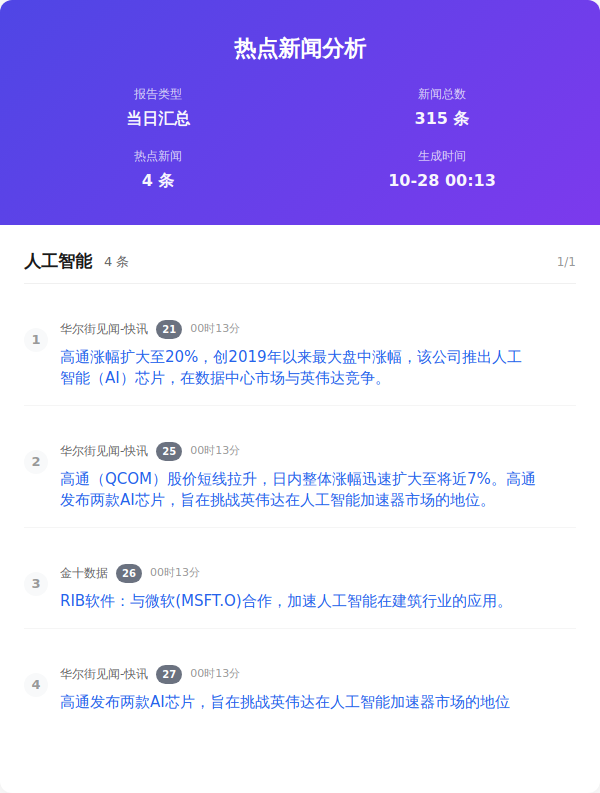 热点新闻分析
报告类型
新闻总数
当日汇总
315 条
热点新闻
生成时间
4 条
10-28 00:13
人工智能 4 条 1/1
1 华尔街见闻-快讯 21 00时13分
高通涨幅扩大至20%，创2019年以来最大盘中涨幅，该公司推出人工
智能（AI）芯片，在数据中心市场与英伟达竞争。
2 华尔街见闻-快讯 25 00时13分
高通（QCOM）股价短线拉升，日内整体涨幅迅速扩大至将近7%。高通
发布两款AI芯片，旨在挑战英伟达在人工智能加速器市场的地位。
3 金十数据 26 00时13分
RIB软件：与微软(MSFT.O)合作，加速人工智能在建筑行业的应用。
4 华尔街见闻-快讯 27 00时13分
高通发布两款AI芯片，旨在挑战英伟达在人工智能加速器市场的地位